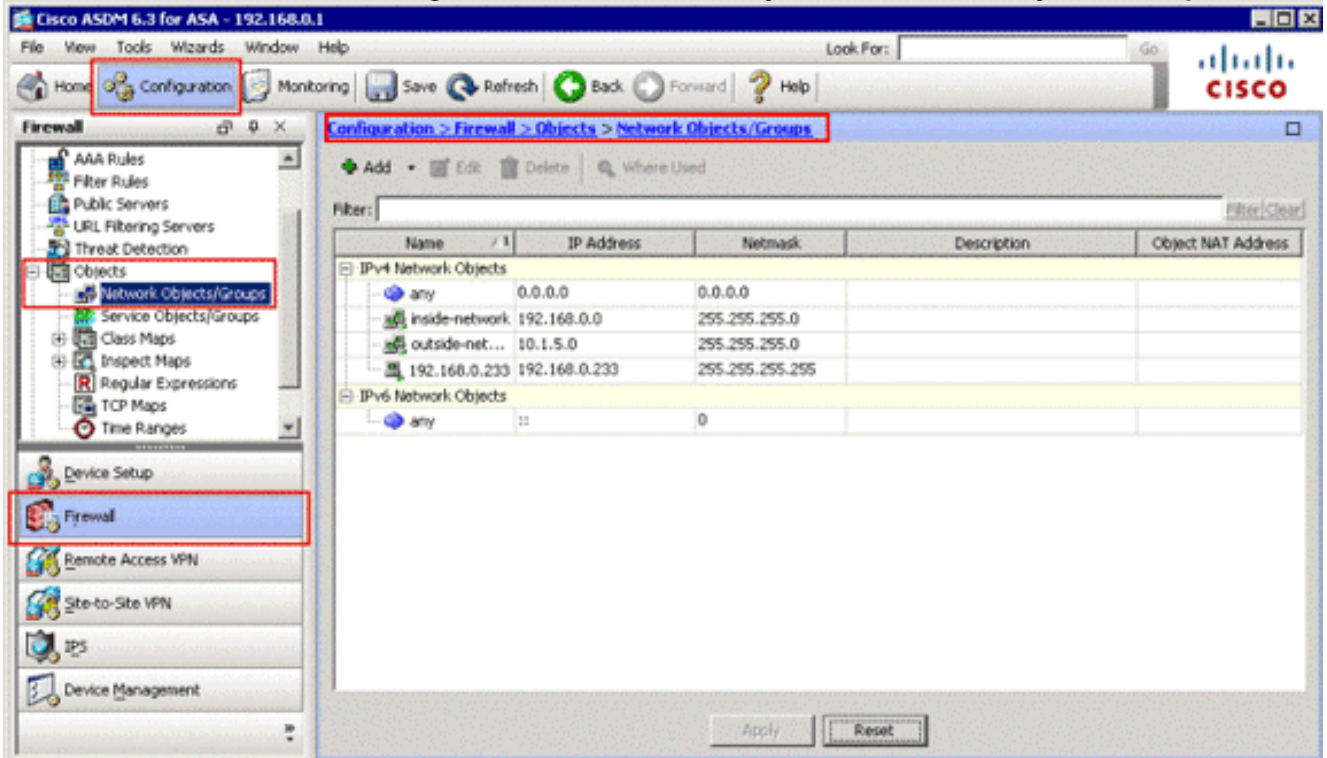 Cisco ASDM 6.3 for ASA - 192.168.0.1
File View Tools Wizards Window Help Look For: Go
Home Configuration Monitoring Save Refresh Back Forward Help
CISCO
Firewall
AAA Rules
Filter Rules
Public Servers
URL Filtering Servers
Threat Detection
Objects
Network Objects/Groups
Service Objects/Groups
Class Maps
Inspect Maps
Regular Expressions
TCP Maps
Time Ranges
Device Setup
Firewall
Remote Access VPN
Site-to-Site VPN
IPS
Device Management
Configuration > Firewall > Objects > Network Objects/Groups
Add Edit Delete Where Used
Filter: Filter Clear
Name IP Address Netmask Description Object NAT Address
IPv4 Network Objects
any 0.0.0.0 0.0.0.0
inside-network 192.168.0.0 255.255.255.0
outside-net... 10.1.5.0 255.255.255.0
192.168.0.233 192.168.0.233 255.255.255.255
IPv6 Network Objects
any :: 0
Apply Reset